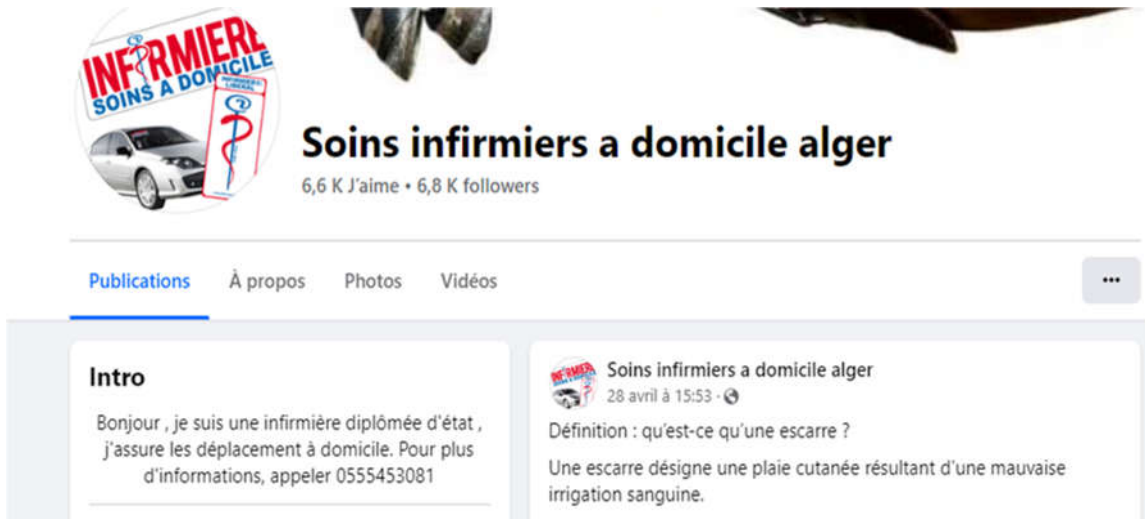 INFIRMIERE
SOINS A DOMICILE
INFIRMIERE
LIBERAL
Soins infirmiers a domicile alger
6,6 K J'aime • 6,8 K followers
Publications
À propos
Photos
Vidéos
Intro
Bonjour , je suis une infirmière diplômée d'état ,
j'assure les déplacement à domicile. Pour plus
d'informations, appeler 0555453081
Soins infirmiers a domicile alger
28 avril à 15:53
Définition : qu'est-ce qu'une escarre ?
Une escarre désigne une plaie cutanée résultant d'une mauvaise
irrigation sanguine.